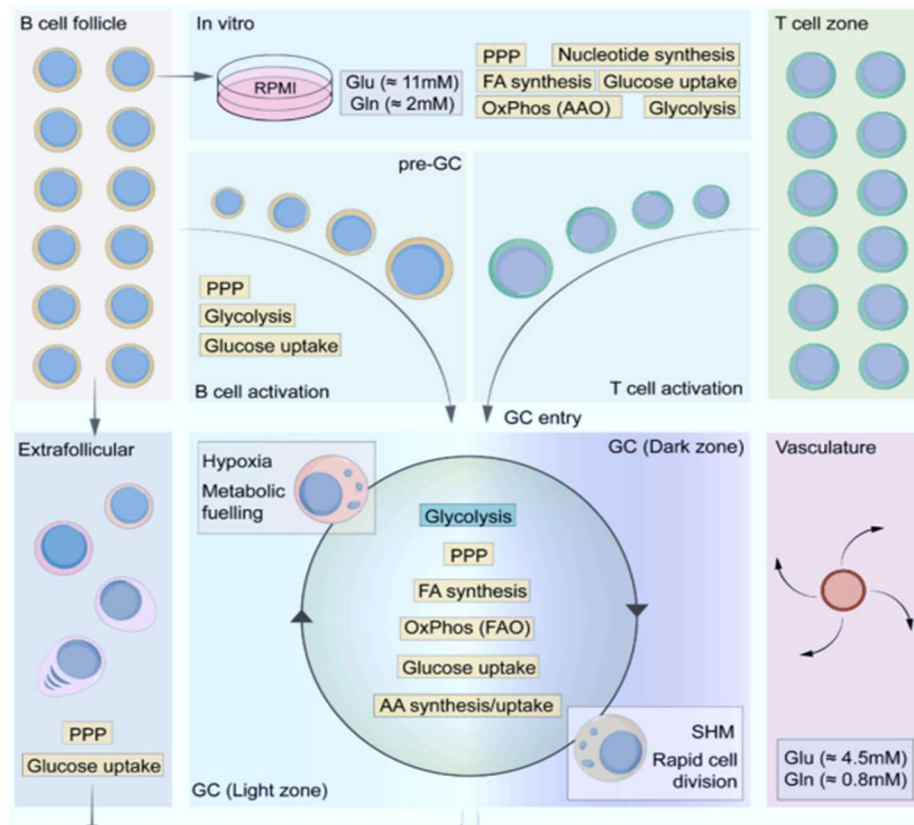 B cell follicle
In vitro
RPMI
Glu (≈ 11mM)
Gln (≈ 2mM)
PPP
Nucleotide synthesis
FA synthesis
Glucose uptake
OxPhos (AAO)
Glycolysis
T cell zone
pre-GC
PPP
Glycolysis
Glucose uptake
B cell activation
T cell activation
GC entry
Extrafollicular
PPP
Glucose uptake
Hypoxia
Metabolic
fuelling
GC (Dark zone)
Glycolysis
PPP
FA synthesis
OxPhos (FAO)
Glucose uptake
AA synthesis/uptake
SHM
Rapid cell
division
GC (Light zone)
Vasculature
Glu (≈ 4.5mM)
Gln (≈ 0.8mM)